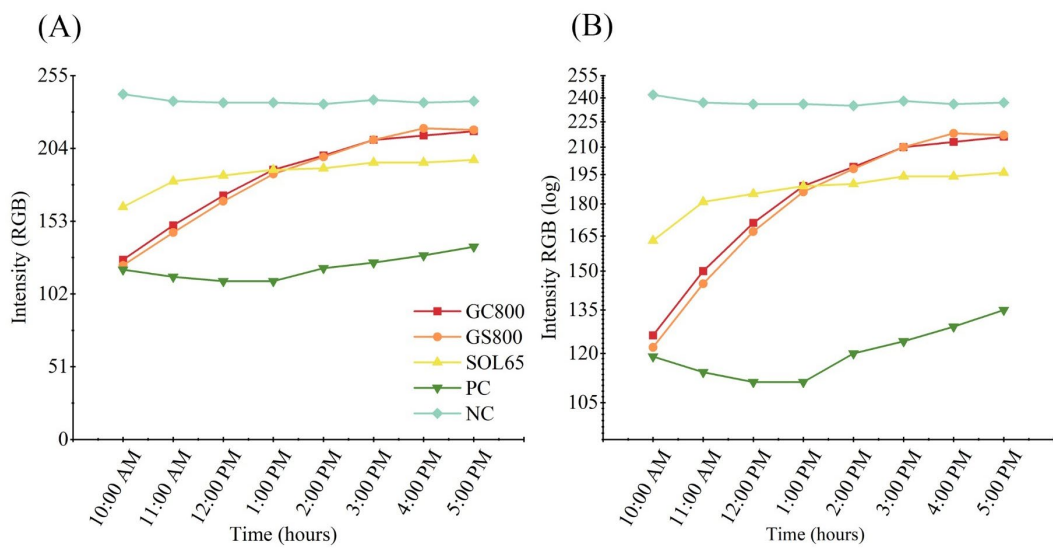 (A)
255
204
153
102
51
0
Intensity (RGB)
GC800
GS800
SOL65
PC
NC
10:00 AM
11:00 AM
12:00 PM
1:00 PM
2:00 PM
3:00 PM
4:00 PM
5:00 PM
Time (hours)
(B)
255
240
225
210
195
180
165
150
135
120
105
Intensity RGB (log)
10:00 AM
11:00 AM
12:00 PM
1:00 PM
2:00 PM
3:00 PM
4:00 PM
5:00 PM
Time (hours)